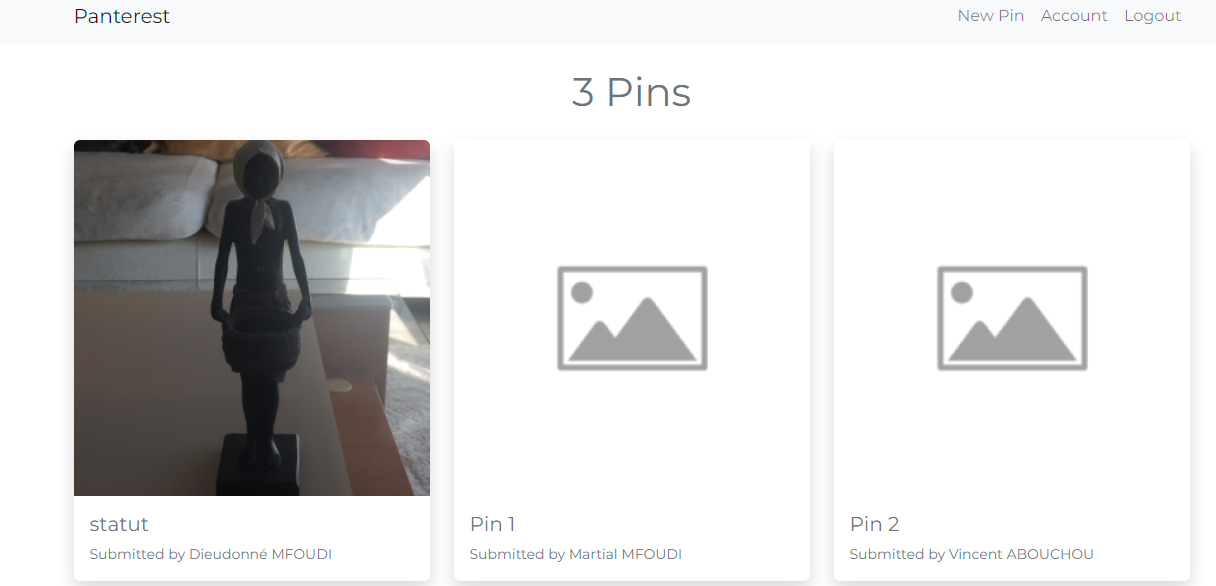 Panterest
New Pin Account Logout
3 Pins
statut
Submitted by Dieudonné MFOUDI
Pin 1
Submitted by Martial MFOUDI
Pin 2
Submitted by Vincent ABOUCHOU